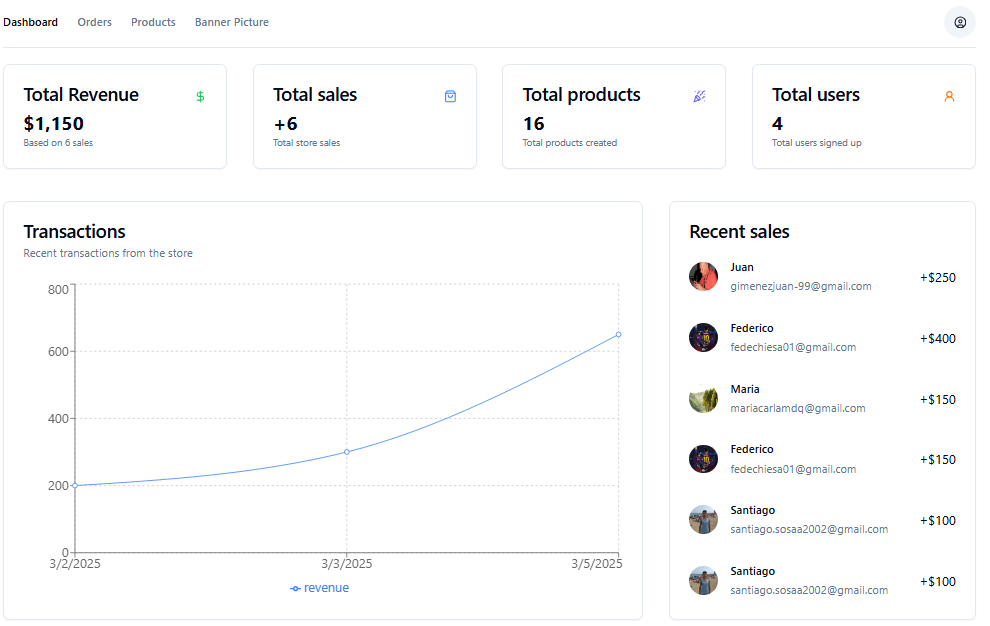 Dashboard Orders Products Banner Picture
Total Revenue
$1,150
Based on 6 sales
Total sales
+6
Total store sales
Total products
16
Total products created
Total users
4
Total users signed up
Transactions
Recent transactions from the store
800
600
400
200
0
3/2/2025 3/3/2025 3/5/2025
revenue
Recent sales
Juan
gimenezjuan-99@gmail.com
+$250
Federico
fedechiesa01@gmail.com
+$400
Maria
mariacarlamdq@gmail.com
+$150
Federico
fedechiesa01@gmail.com
+$150
Santiago
santiago.sosaa2002@gmail.com
+$100
Santiago
santiago.sosaa2002@gmail.com
+$100